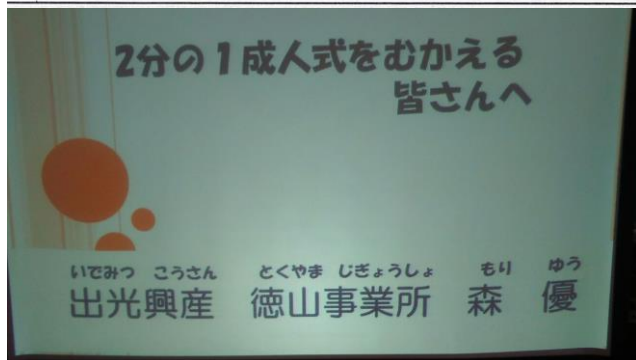 2分の1成人式をむかえる
皆さんへ
いでみつ こうさん とくやま じぎょうしょ もり ゆう
出光興産 徳山事業所 森 優